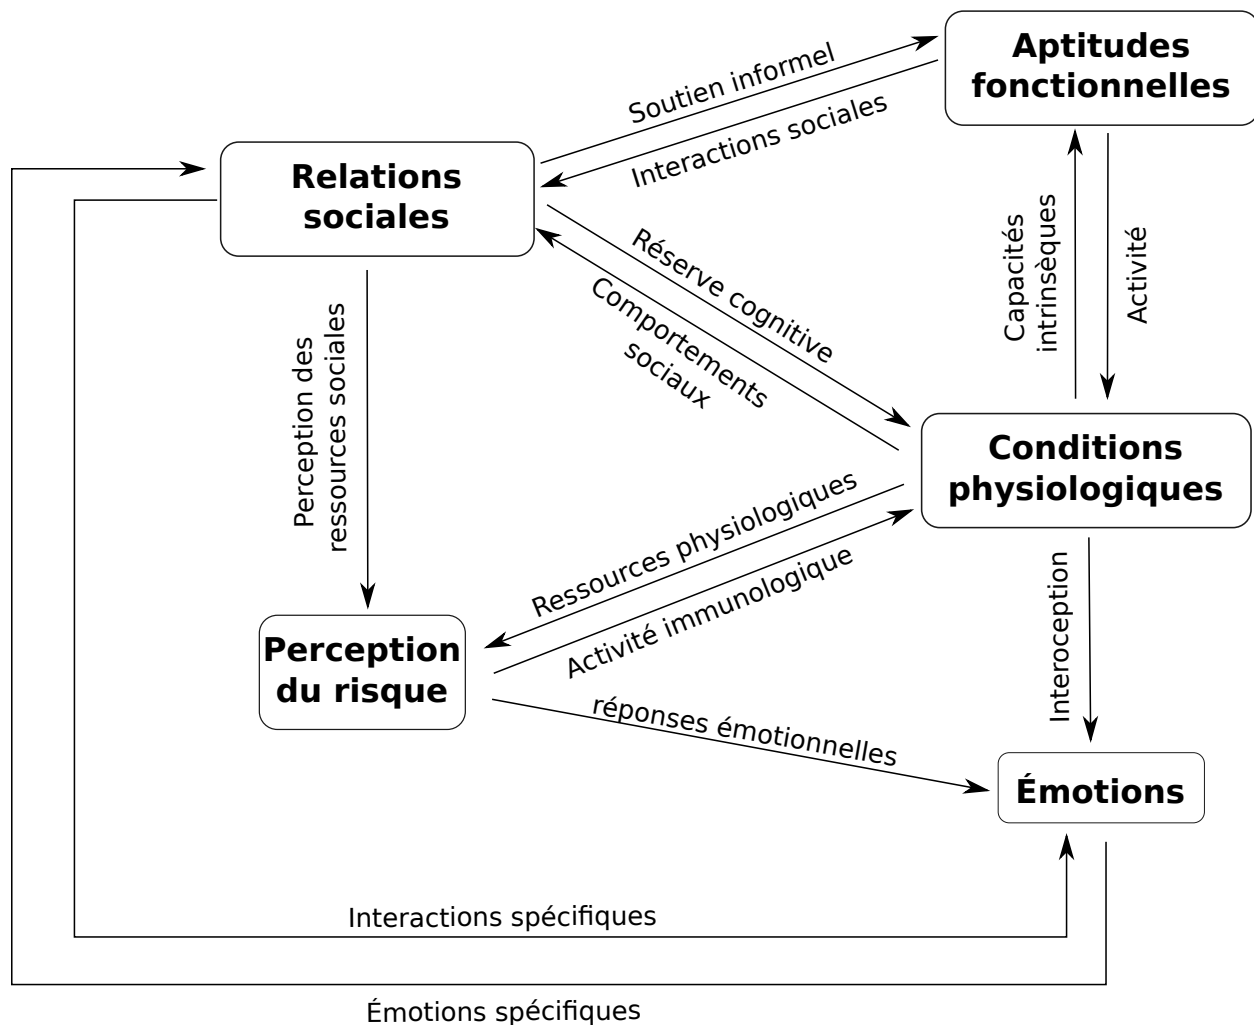 Aptitudes
fonctionnelles
Soutien informel
Interactions sociales
Relations
sociales
Réserve cognitive
Comportements
sociaux
Capacités
intrinsèques
Activité
Perception des
ressources sociales
Conditions
physiologiques
Ressources physiologiques
Activité immunologique
Interoception
Perception
du risque
réponses émotionnelles
Émotions
Interactions spécifiques
Émotions spécifiques